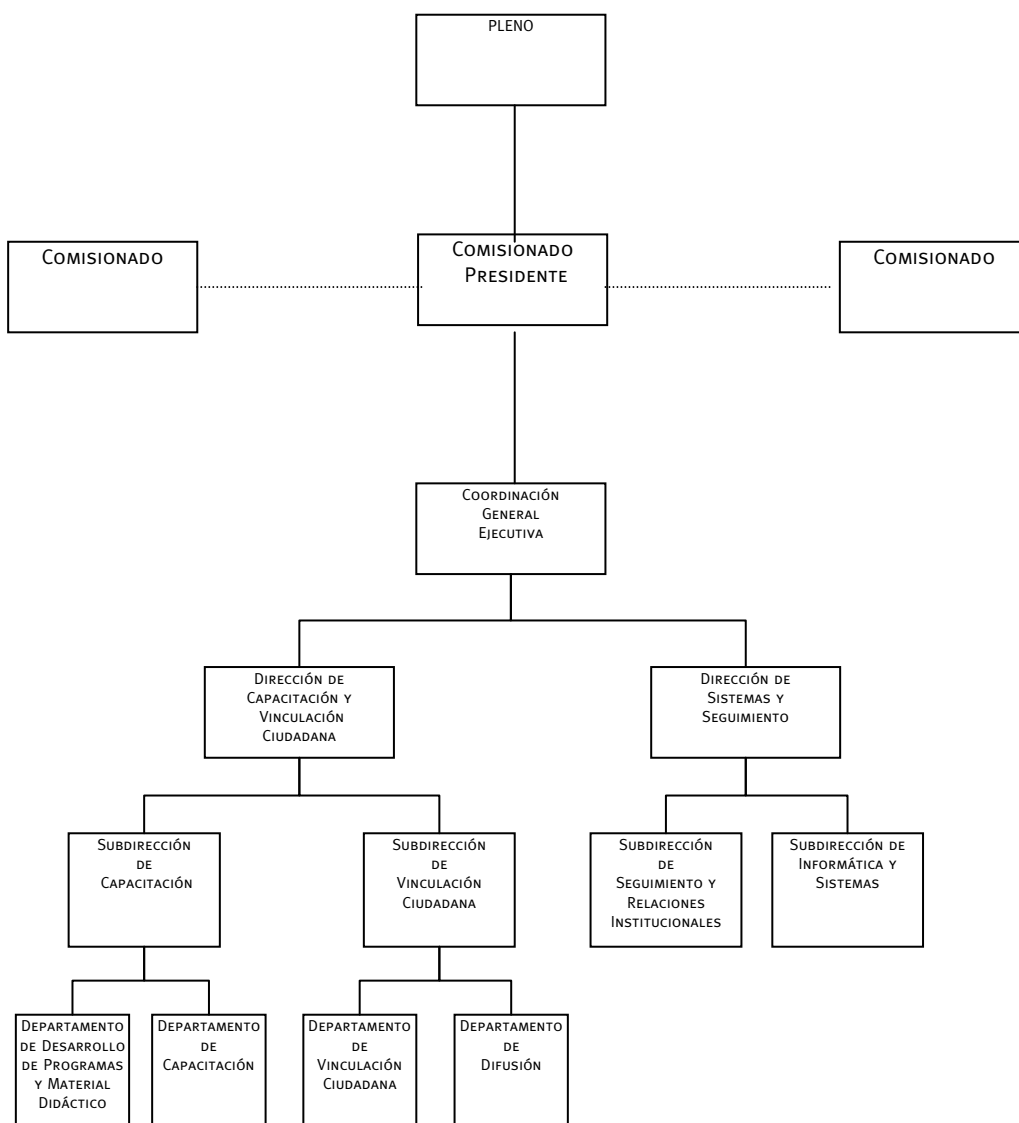 PLENO
COMISIONADO
COMISIONADO
PRESIDENTE
COMISIONADO
COORDINACIÓN
GENERAL
EJECUTIVA
DIRECCIÓN DE
CAPACITACIÓN Y
VINCULACIÓN
CIUDADANA
DIRECCIÓN DE
SISTEMAS Y
SEGUIMIENTO
SUBDIRECCIÓN
DE
CAPACITACIÓN
SUBDIRECCIÓN
DE
VINCULACIÓN
CIUDADANA
SUBDIRECCIÓN
DE
SEGUIMIENTO Y
RELACIONES
INSTITUCIONALES
SUBDIRECCIÓN DE
INFORMÁTICA Y
SISTEMAS
DEPARTAMENTO
DE DESARROLLO
DE PROGRAMAS
Y MATERIAL
DIDÁCTICO
DEPARTAMENTO
DE
CAPACITACIÓN
DEPARTAMENTO
DE
VINCULACIÓN
CIUDADANA
DEPARTAMENTO
DE
DIFUSIÓN